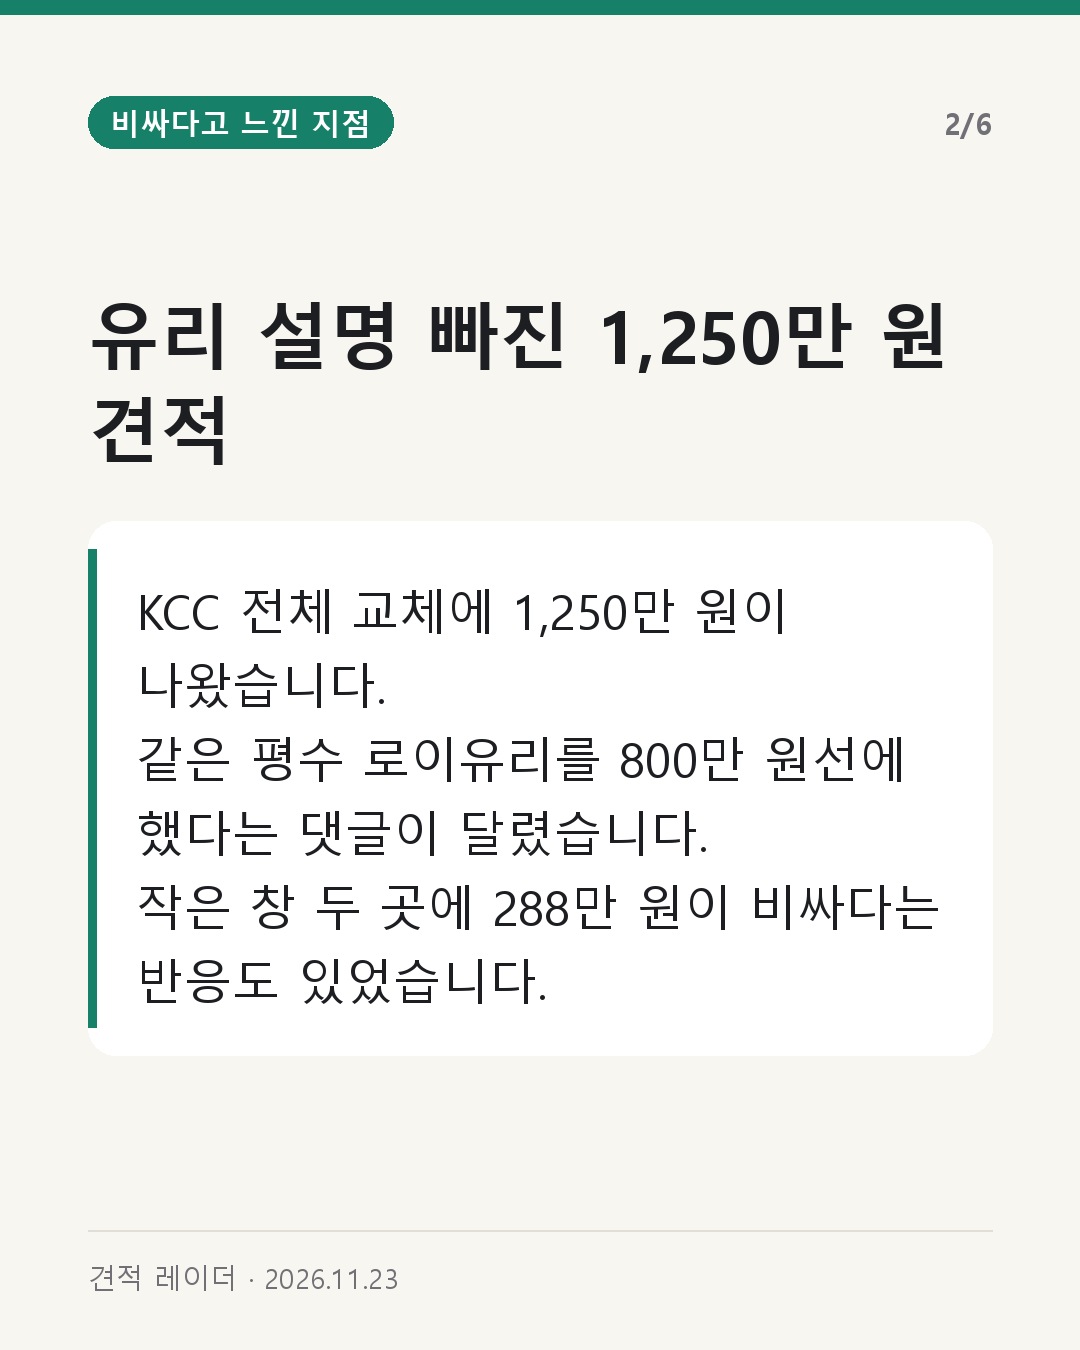 비싸다고 느낀 지점
2/6
유리 설명 빠진 1,250만 원
견적
KCC 전체 교체에 1,250만 원이
나왔습니다.
같은 평수 로이유리를 800만 원선에
했다는 댓글이 달렸습니다.
작은 창 두 곳에 288만 원이 비싸다는
반응도 있었습니다.
견적 레이더 · 2026.11.23